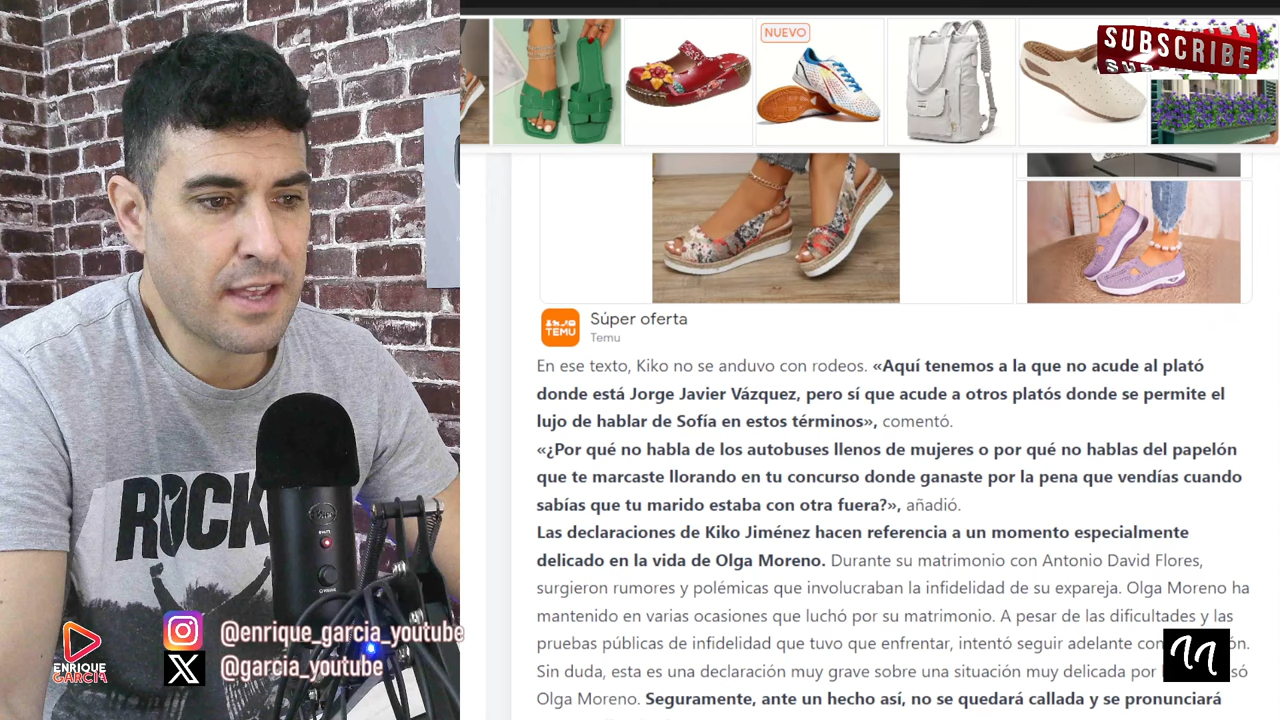 NUEVO
SUBSCRIBE
TEMU
Súper oferta
Temu
En ese texto, Kiko no se anduvo con rodeos. «Aquí tenemos a la que no acude al plató
donde está Jorge Javier Vázquez, pero sí que acude a otros platós donde se permite el
lujo de hablar de Sofía en estos términos», comentó.
«¿Por qué no habla de los autobuses llenos de mujeres o por qué no hablas del papelón
que te marcaste llorando en tu concurso donde ganaste por la pena que vendías cuando
sabías que tu marido estaba con otra fuera?», añadió.
Las declaraciones de Kiko Jiménez hacen referencia a un momento especialmente
delicado en la vida de Olga Moreno. Durante su matrimonio con Antonio David Flores,
surgieron rumores y polémicas que involucraban la infidelidad de su expareja. Olga Moreno ha
mantenido en varias ocasiones que luchó por su matrimonio. A pesar de las dificultades y las
pruebas públicas de infidelidad que tuvo que enfrentar, intentó seguir adelante con
Sin duda, esta es una declaración muy grave sobre una situación muy delicada por
Olga Moreno. Seguramente, ante un hecho así, no se quedará callada y se pronunciará
ROCK
@enrique_garcia_youtube
@garcia_youtube
ENRIQUE
GARCIA